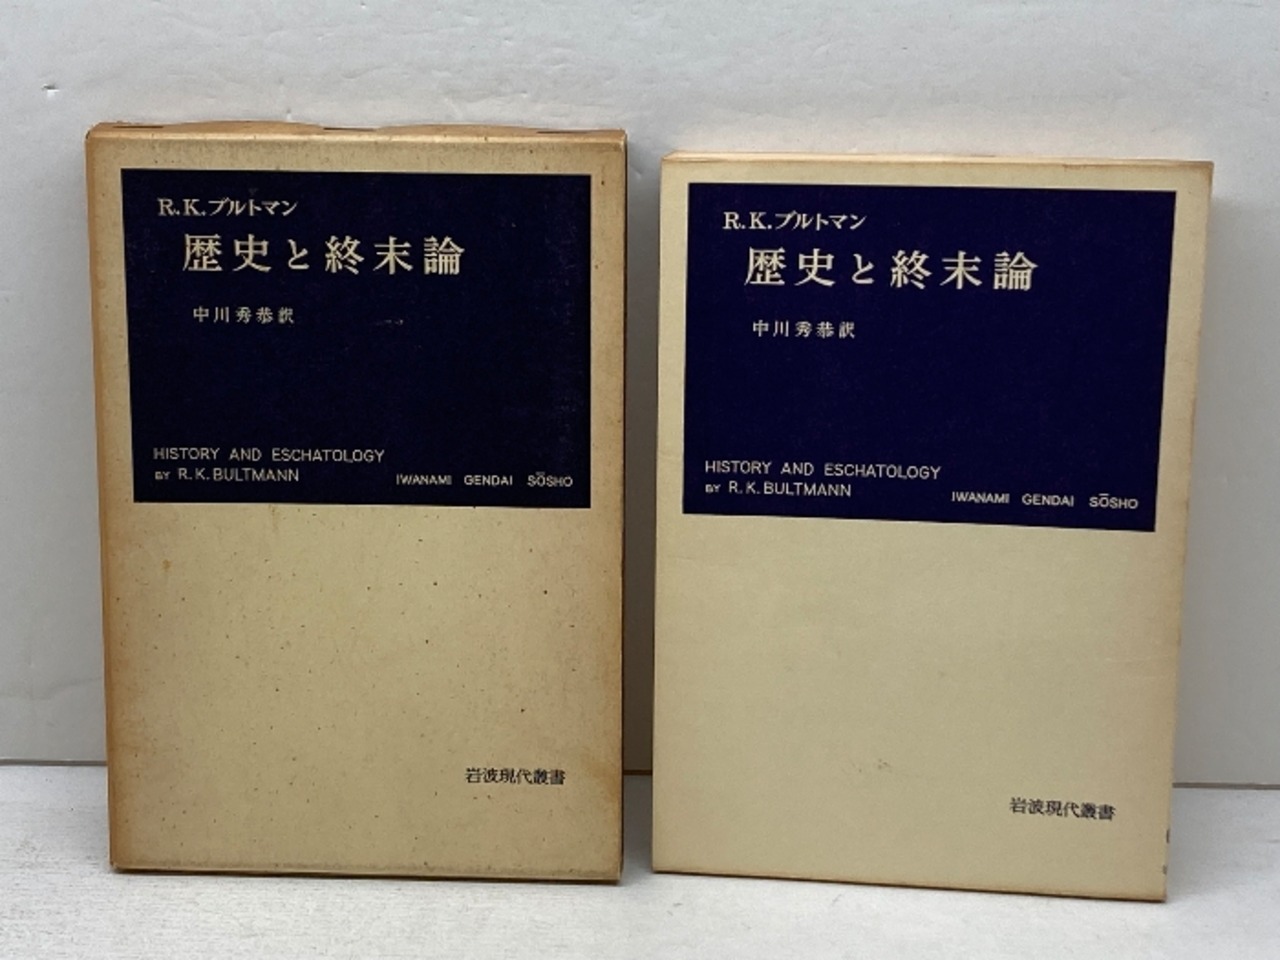 R.K.ブルトマン
歴史と終末論
中川秀恭訳
HISTORY AND ESCHATOLOGY
BY R.K.BULTMANN
IWANAMI GENDAI SŌSHO
岩波現代叢書
R.K.ブルトマン
歴史と終末論
中川秀恭訳
HISTORY AND ESCHATOLOGY
BY R.K.BULTMANN
IWANAMI GENDAI SŌSHO
岩波現代叢書